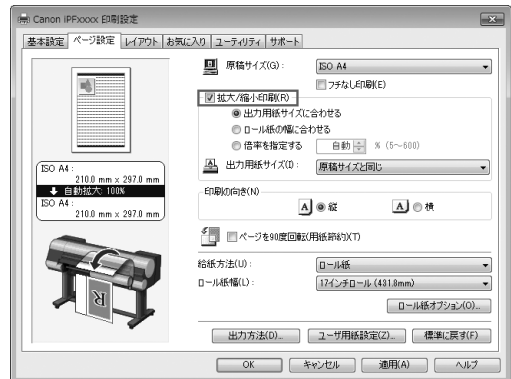 Canon iPFxxxx 印刷設定
基本設定 ページ設定 レイアウト お気に入り ユーティリティ サポート
原稿サイズ(G): ISO A4
フチなし印刷(E)
拡大/縮小印刷(R)
出力用紙サイズに合わせる
ロール紙の幅に合わせる
倍率を指定する 自動 % (5~600)
出力用紙サイズ(I): 原稿サイズと同じ
ISO A4:
210.0 mm x 297.0 mm
自動拡大: 100%
ISO A4:
210.0 mm x 297.0 mm
印刷の向き(N)
A 縦 A 横
ページを90度回転(用紙節約)(T)
給紙方法(U): ロール紙
ロール紙幅(L): 17インチロール (431.8mm)
ロール紙オプション(O)...
出力方法(D)... ユーザ用紙設定(Z)... 標準に戻す(F)
OK キャンセル 適用(A) ヘルプ